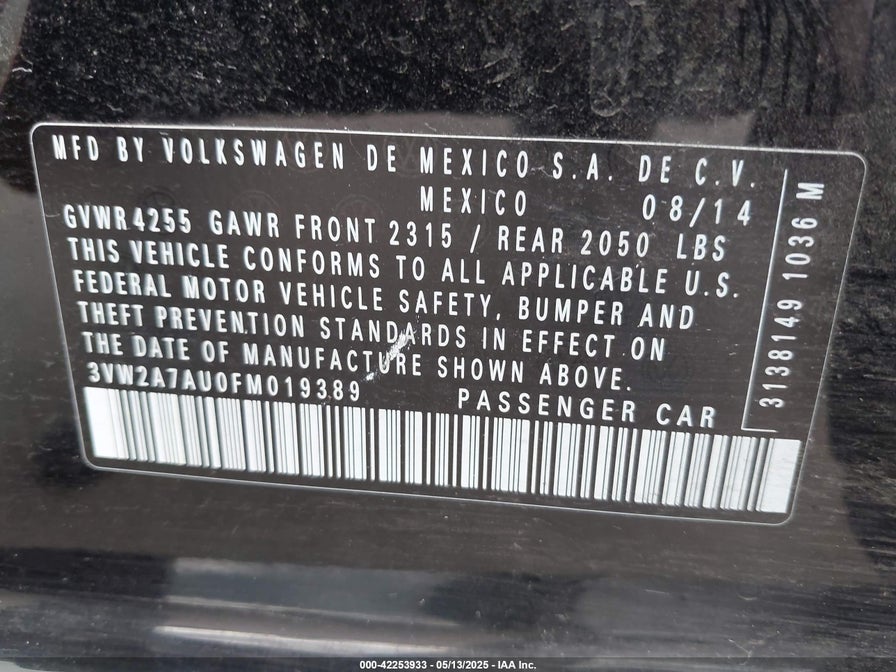 MFD BY VOLKSWAGEN DE MEXICO S.A. DE C.V.
MEXICO 08/14
GVWR4255 GAWR FRONT 2315 / REAR 2050 LBS
THIS VEHICLE CONFORMS TO ALL APPLICABLE U.S.
FEDERAL MOTOR VEHICLE SAFETY, BUMPER AND
THEFT PREVENTION STANDARDS IN EFFECT ON
THE DATE OF MANUFACTURE SHOWN ABOVE.
3VW2A7AU0FM019389 PASSENGER CAR
3138149 1036 M
000-42253933 - 05/13/2025 - IAA Inc.